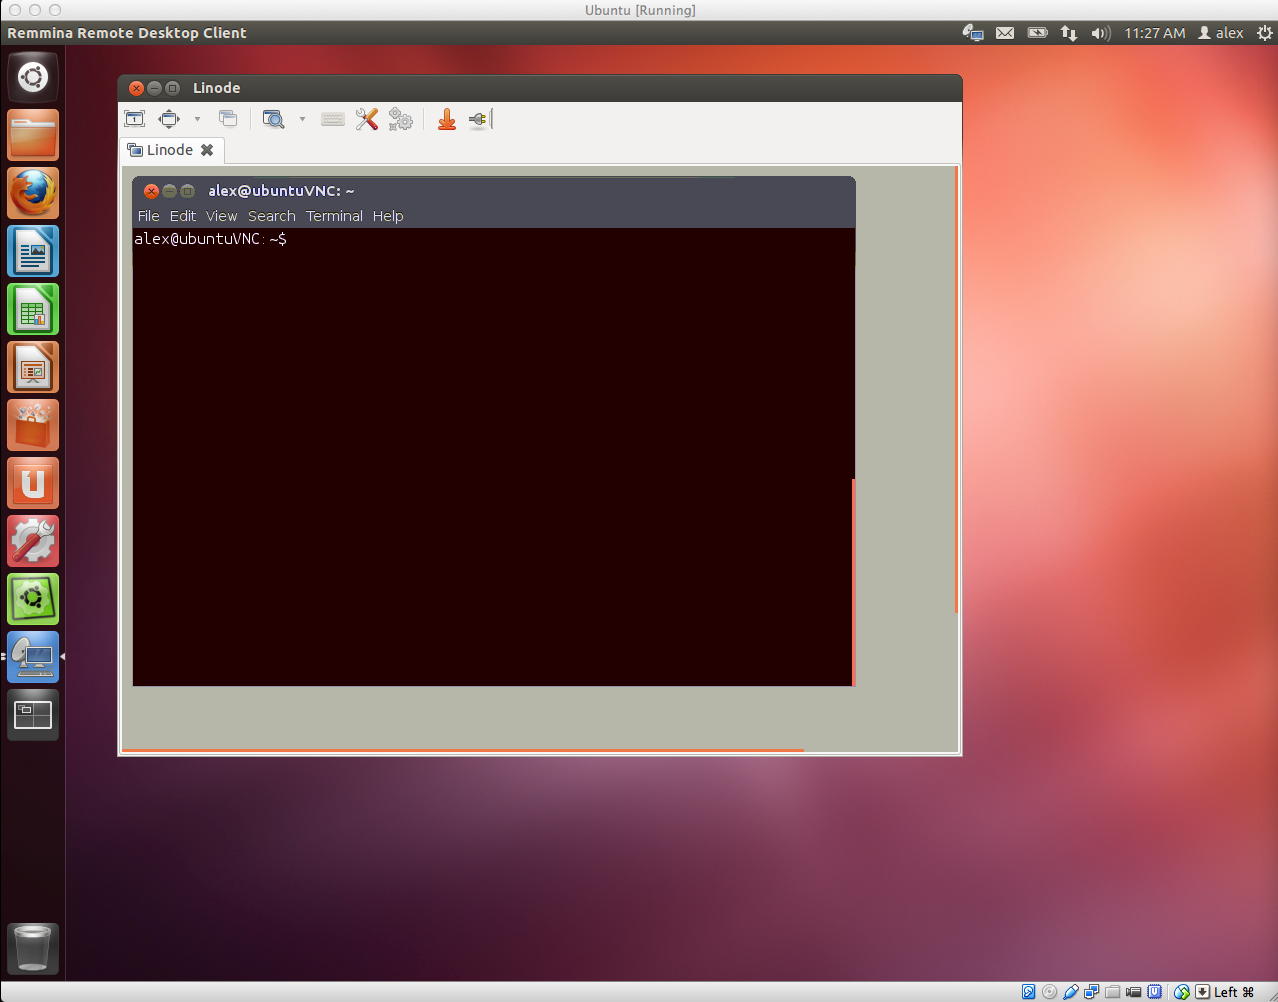 Ubuntu [Running]
Remmina Remote Desktop Client
11:27 AM alex
Linode
1
Linode
alex@ubuntuVNC: ~
File Edit View Search Terminal Help
alex@ubuntuVNC:~$
Left ⌘